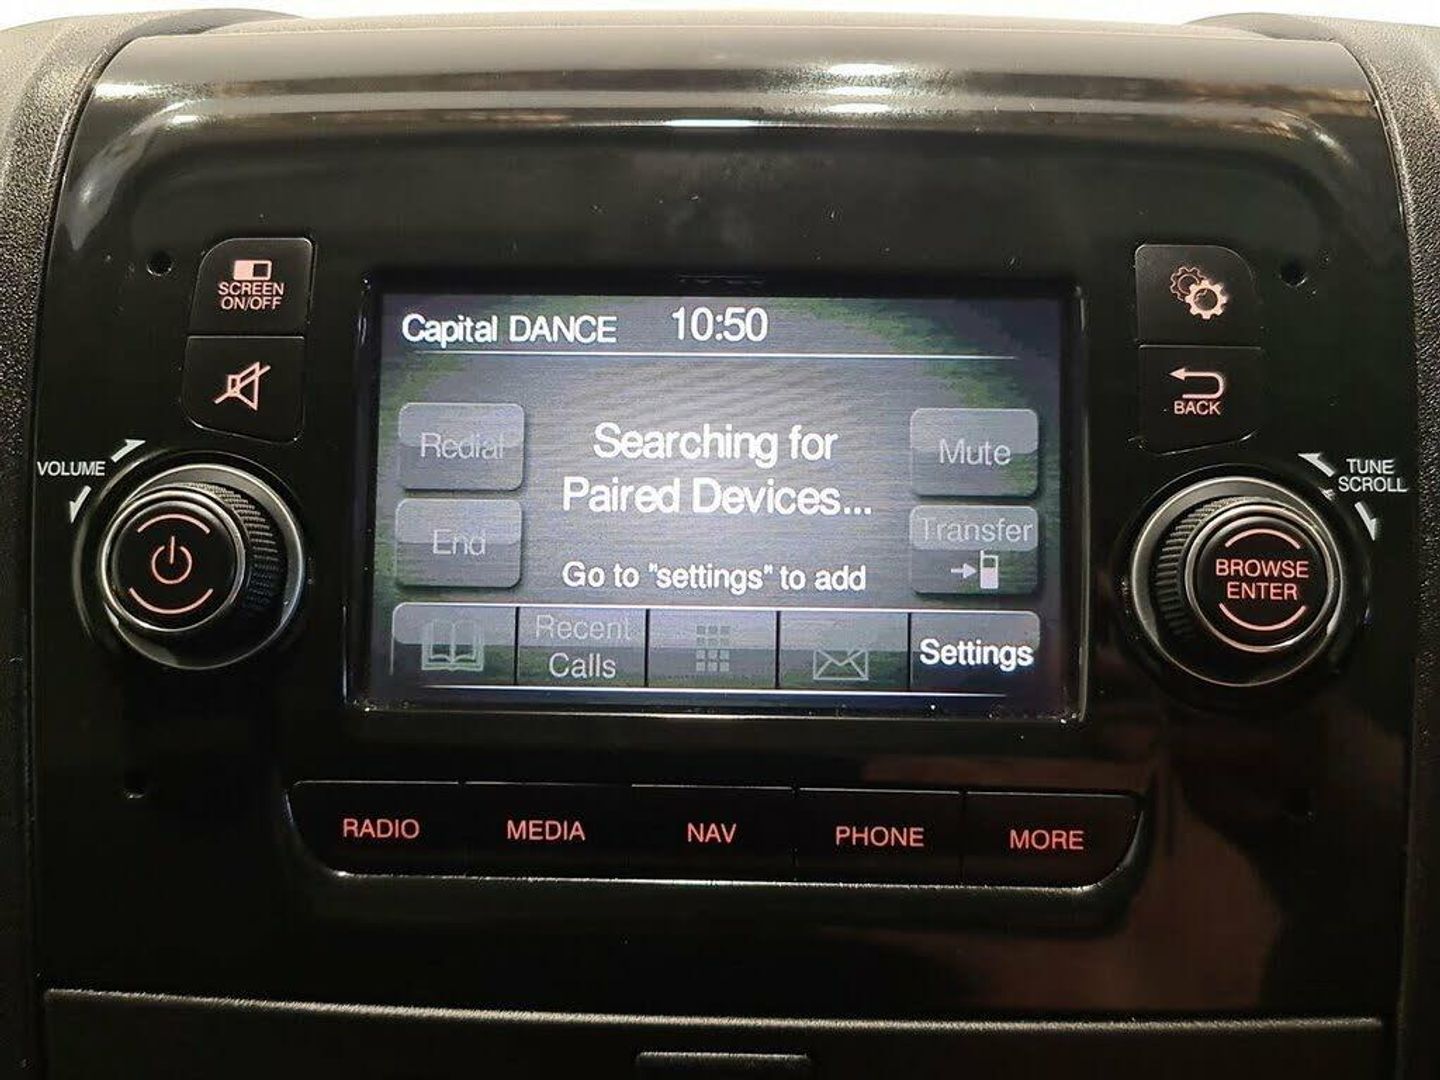 SCREEN
ON/OFF
Capital DANCE 10:50
BACK
VOLUME
TUNE
SCROLL
Redial
Searching for
Paired Devices...
Mute
End
Transfer
Go to "settings" to add
BROWSE
ENTER
Recent
Calls
Settings
RADIO MEDIA NAV PHONE MORE